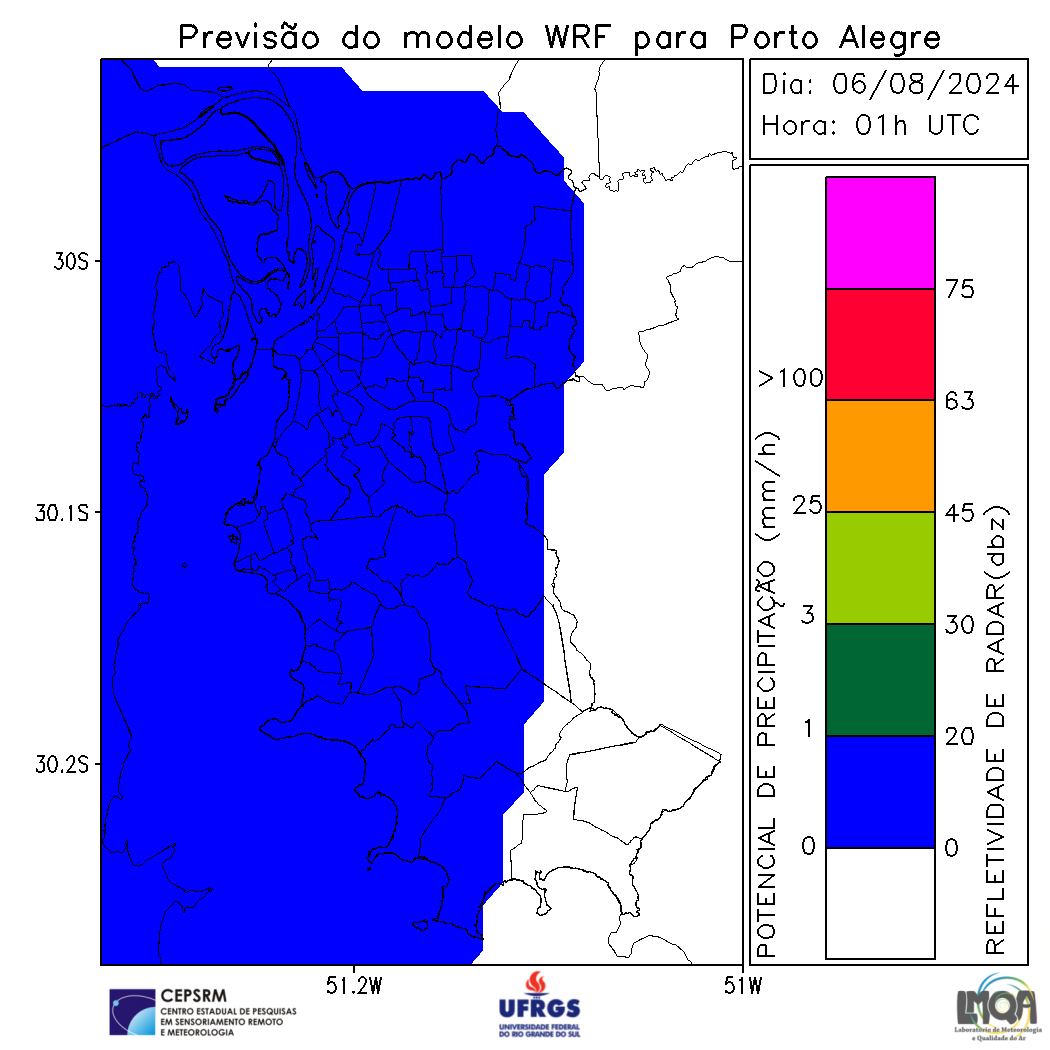 Previsão do modelo WRF para Porto Alegre
Dia: 06/08/2024
Hora: 01h UTC
30S
30.1S
30.2S
51.2W
51W
POTENCIAL DE PRECIPITAÇÃO (mm/h)
>100
25
3
1
0
75
63
45
30
20
0
REFLETIVIDADE DE RADAR(dbz)
CEPSRM
CENTRO ESTADUAL DE PESQUISAS
EM SENSORIAMENTO REMOTO
E METEOROLOGIA
UFRGS
UNIVERSIDADE FEDERAL
DO RIO GRANDE DO SUL
LMQA
Laboratório de Meteorologia
e Qualidade do Ar